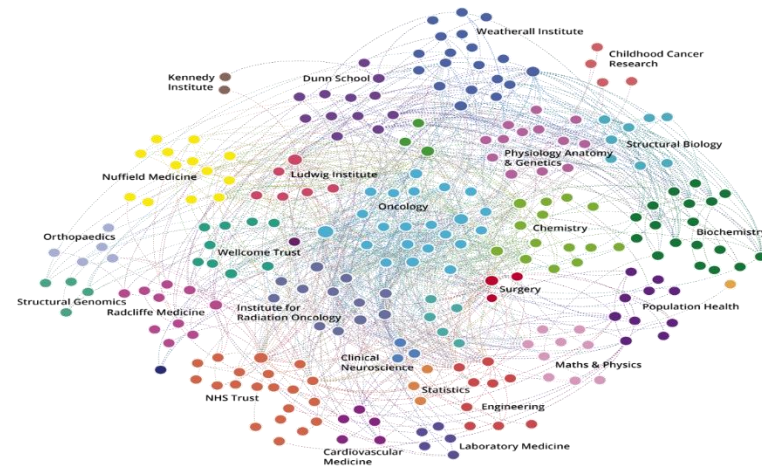 Weatherall Institute
Childhood Cancer
Research
Kennedy
Institute
Dunn School
Structural Biology
Physiology Anatomy
& Genetics
Nuffield Medicine
Ludwig Institute
Oncology
Chemistry
Biochemistry
Orthopaedics
Wellcome Trust
Surgery
Structural Genomics
Radcliffe Medicine
Institute for
Radiation Oncology
Population Health
Clinical
Neuroscience
Maths & Physics
Statistics
NHS Trust
Engineering
Cardiovascular
Medicine
Laboratory Medicine